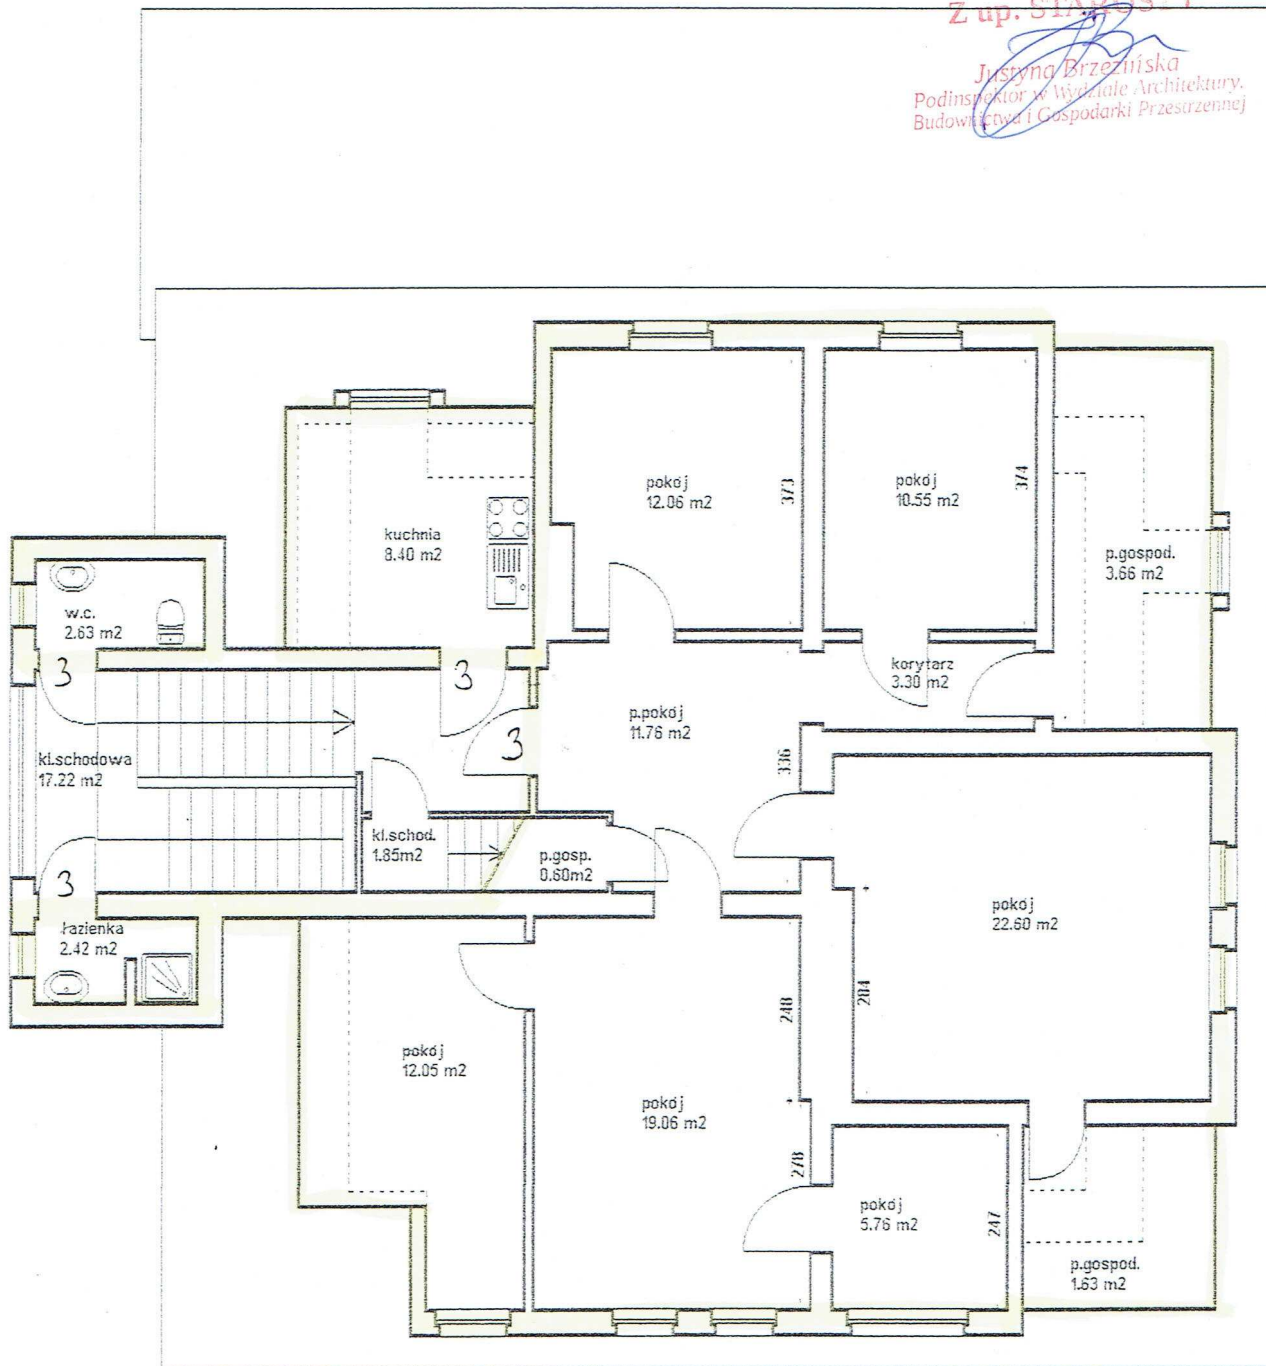 Z up. STAROSTY
Justyna Brzezińska
Podinspektor w Wydziale Architektury,
Budownictwa i Gospodarki Przestrzennej
pokój
12.06 m2
373
pokój
10.55 m2
374
kuchnia
8.40 m2
p.gospod.
3.66 m2
w.c.
2.63 m2
3
3
korytarz
3.30 m2
p.pokój
11.76 m2
3
336
kl.schodowa
17.22 m2
kl.schod.
1.85m2
p.gosp.
0.60m2
3
łazienka
2.42 m2
pokój
22.60 m2
284
248
pokój
12.05 m2
pokój
19.06 m2
278
pokój
5.76 m2
247
p.gospod.
1.63 m2